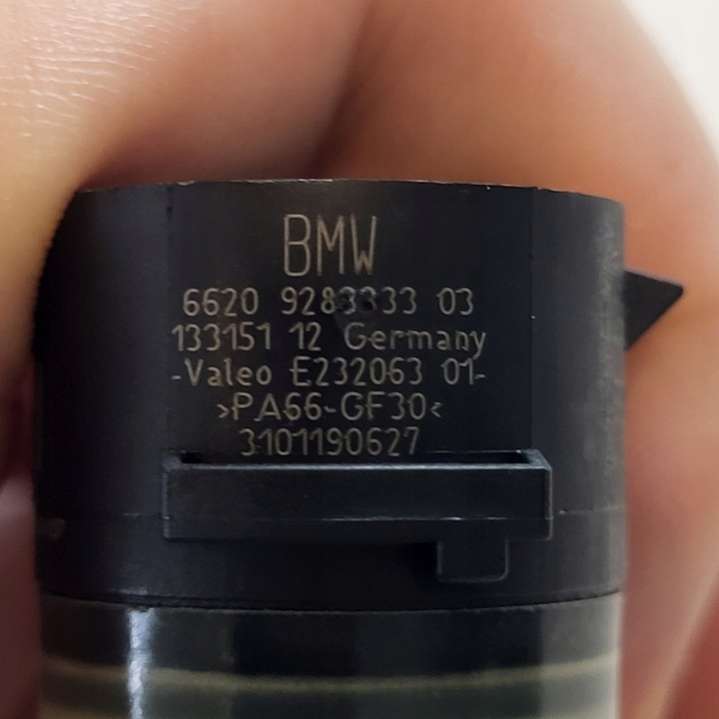 BMW
6620 9283333 03
133151 12 Germany
-Valeo E232063 01-
>PA66-GF30<
3101190627